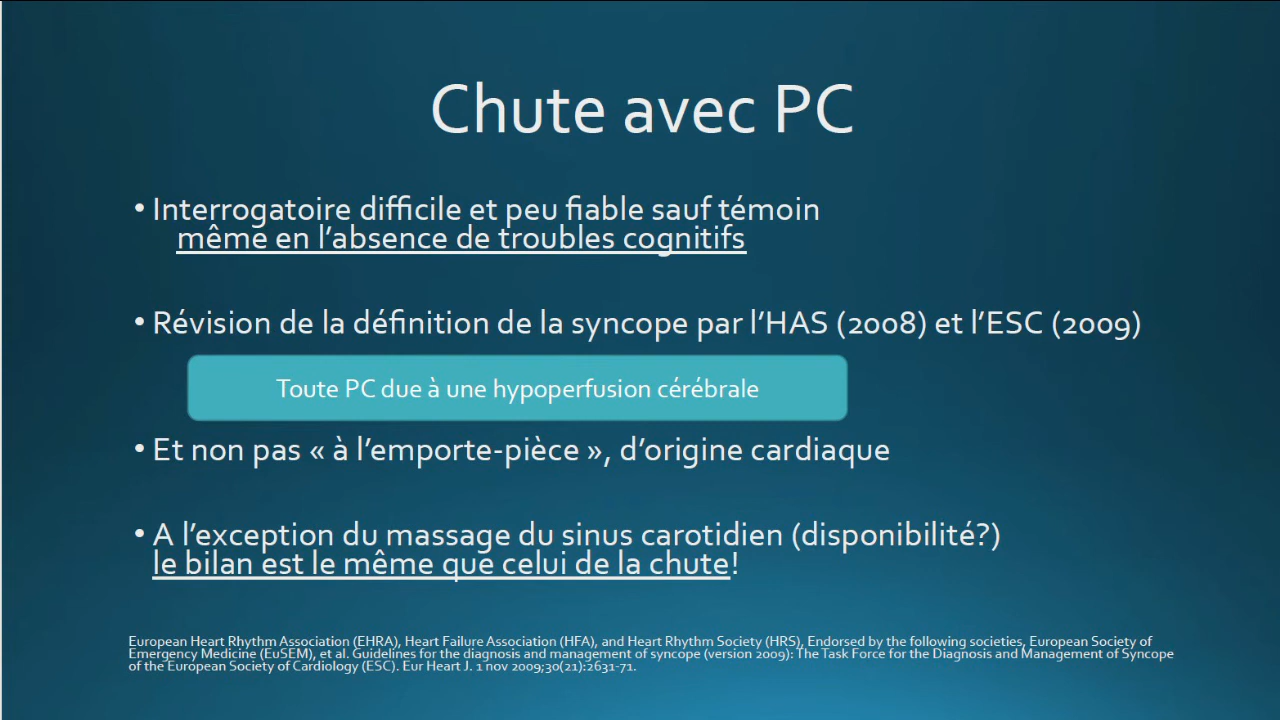 Chute avec PC
• Interrogatoire difficile et peu fiable sauf témoin
même en l’absence de troubles cognitifs
• Révision de la définition de la syncope par l’HAS (2008) et l’ESC (2009)
Toute PC due à une hypoperfusion cérébrale
• Et non pas « à l’emporte-pièce », d’origine cardiaque
• A l’exception du massage du sinus carotidien (disponibilité?)
le bilan est le même que celui de la chute!
European Heart Rhythm Association (EHRA), Heart Failure Association (HFA), and Heart Rhythm Society (HRS), Endorsed by the following societies, European Society of
Emergency Medicine (EuSEM), et al. Guidelines for the diagnosis and management of syncope (version 2009): The Task Force for the Diagnosis and Management of Syncope
of the European Society of Cardiology (ESC). Eur Heart J. 1 nov 2009;30(21):2631-71.